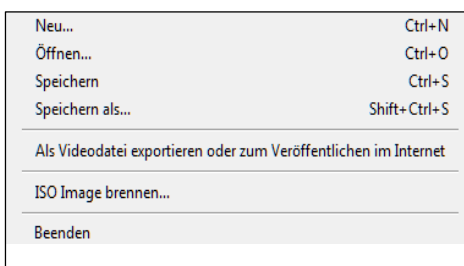 Neu... Ctrl+N
Öffnen... Ctrl+O
Speichern Ctrl+S
Speichern als... Shift+Ctrl+S
Als Videodatei exportieren oder zum Veröffentlichen im Internet
ISO Image brennen...
Beenden